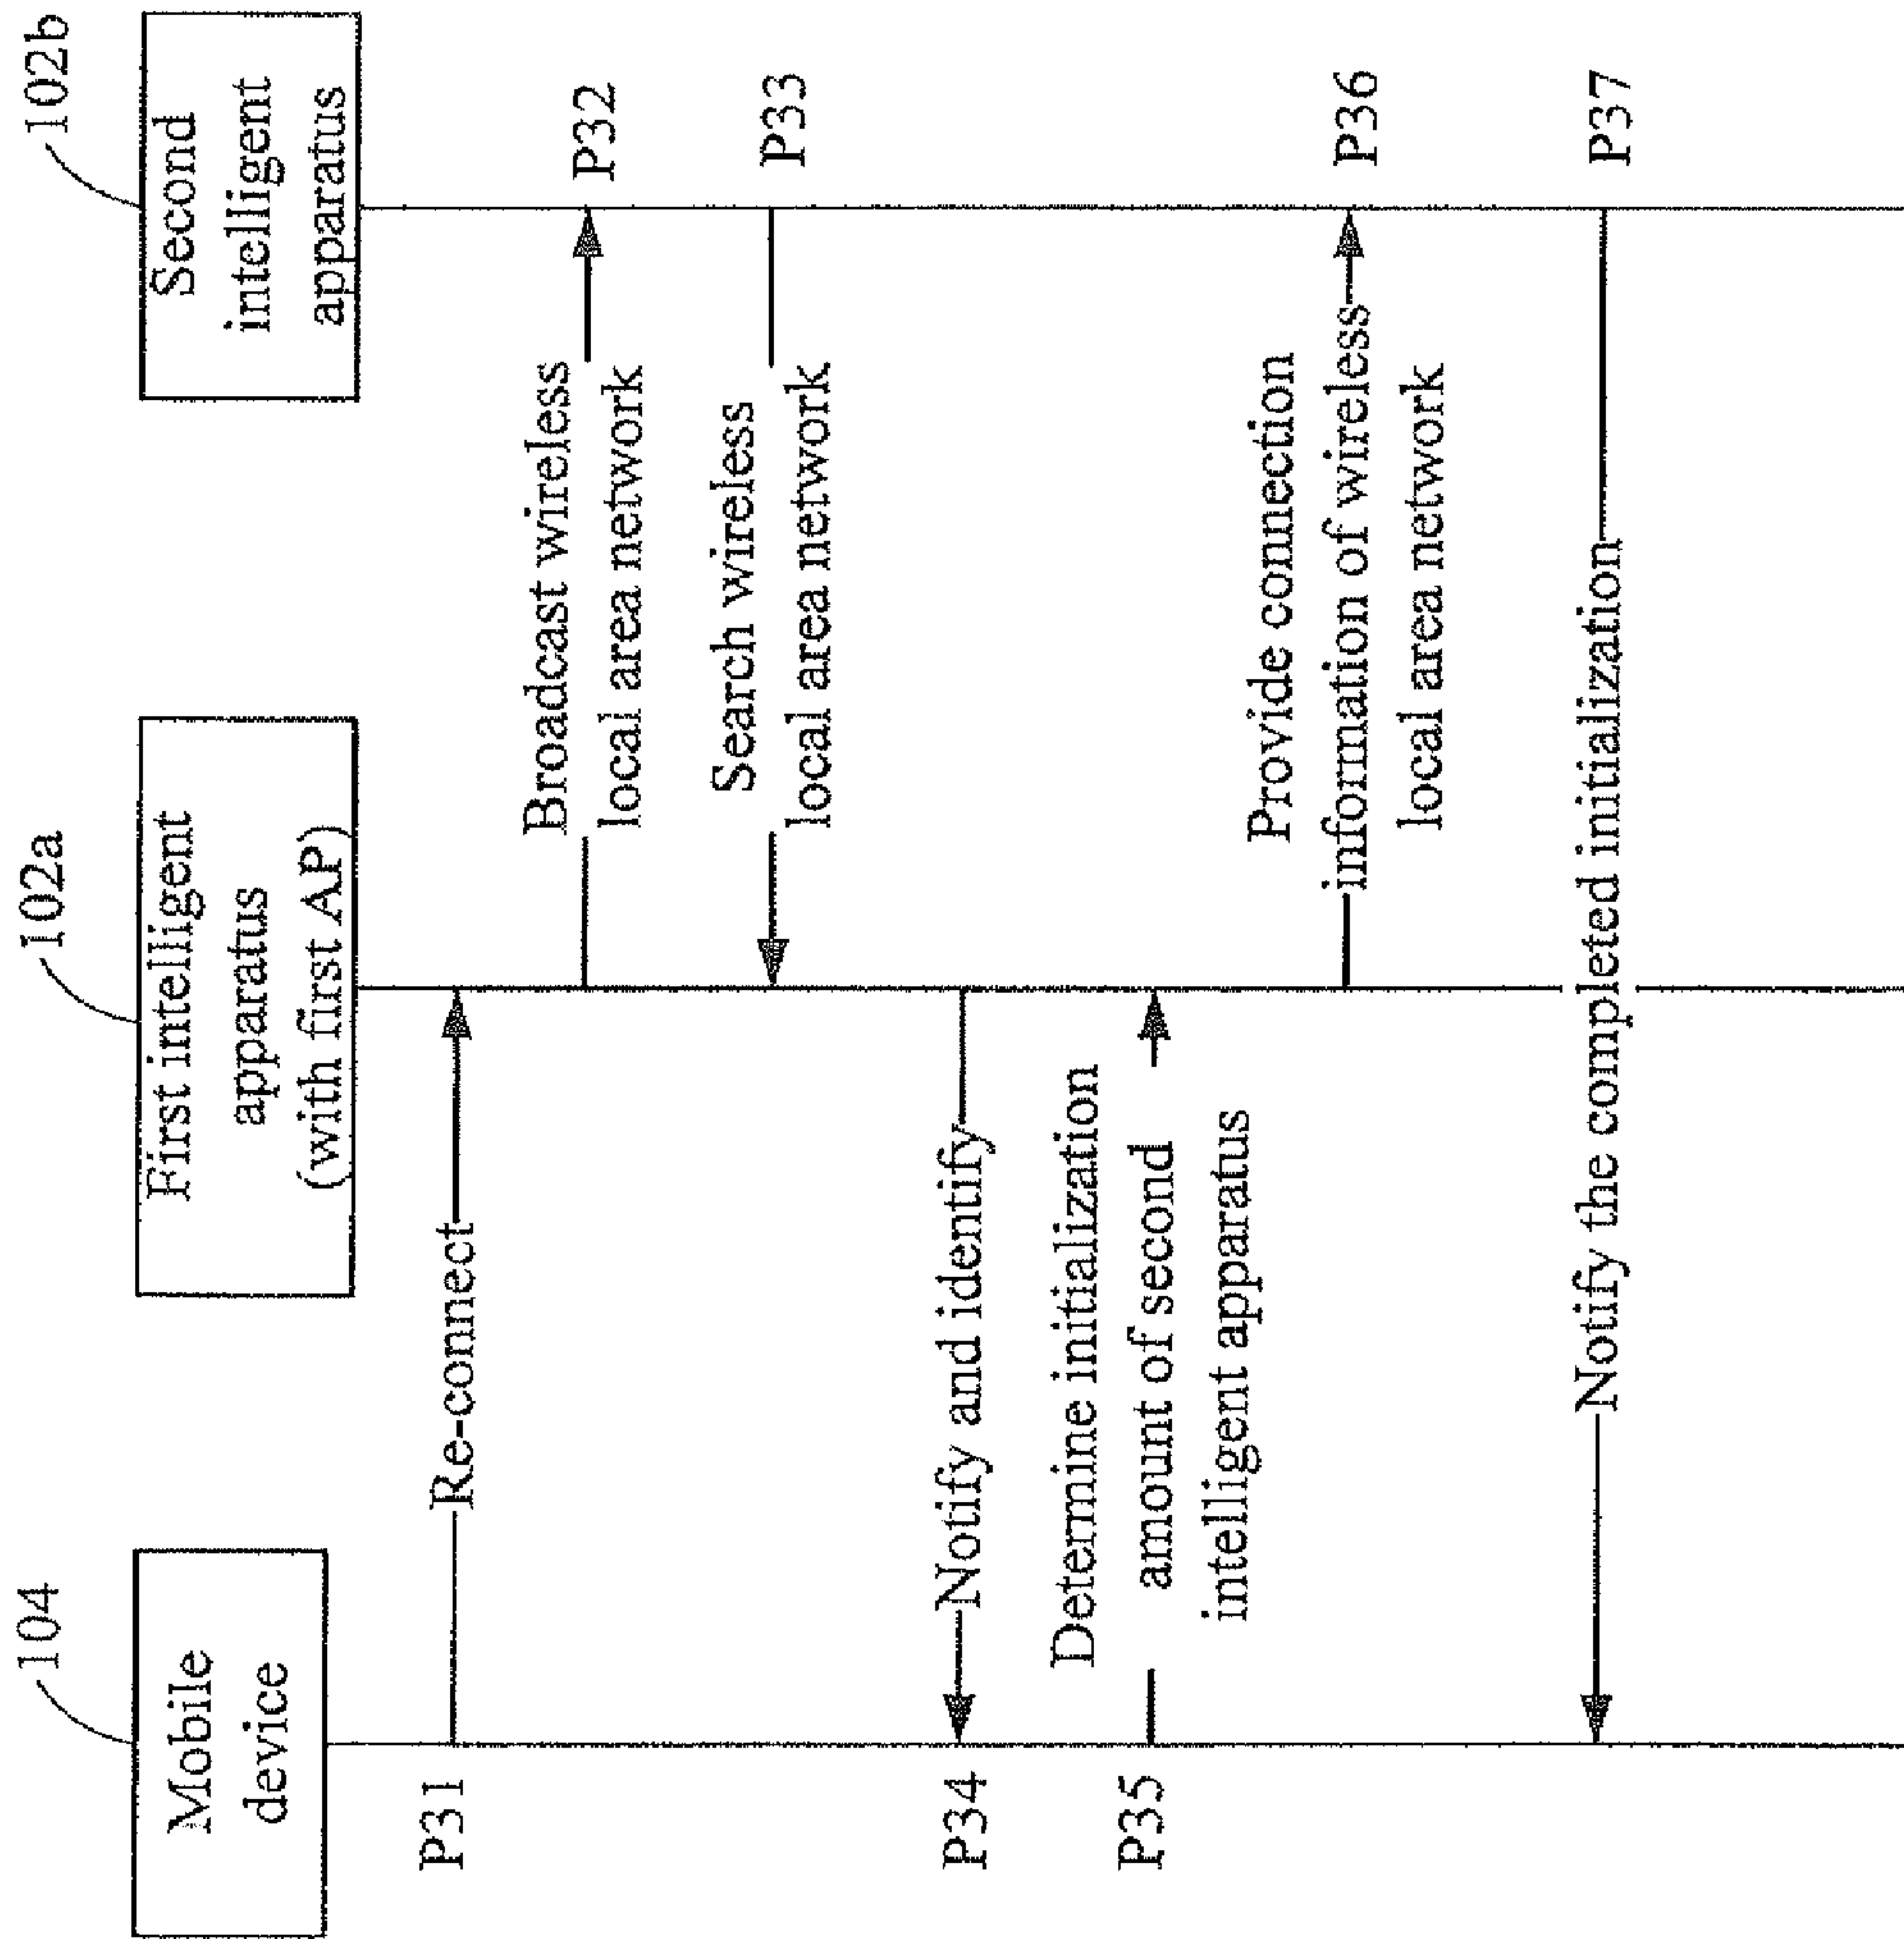 104
Mobile
device
102a
First intelligent
apparatus
(with first AP)
102b
Second
intelligent
apparatus
P31
Re-connect
Broadcast wireless
local area network
P32
Search wireless
local area network
P33
P34
Notify and identify
P35
Determine initialization
amount of second
intelligent apparatus
Provide connection
information of wireless
local area network
P36
Notify the completed initialization
P37